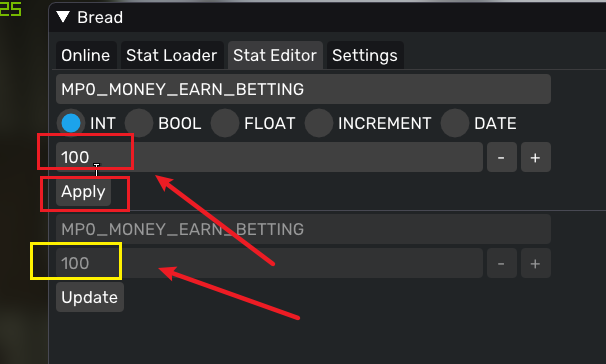 25
Bread
Online Stat Loader Stat Editor Settings
MP0_MONEY_EARN_BETTING
INT BOOL FLOAT INCREMENT DATE
100 - +
Apply
MP0_MONEY_EARN_BETTING
100 - +
Update